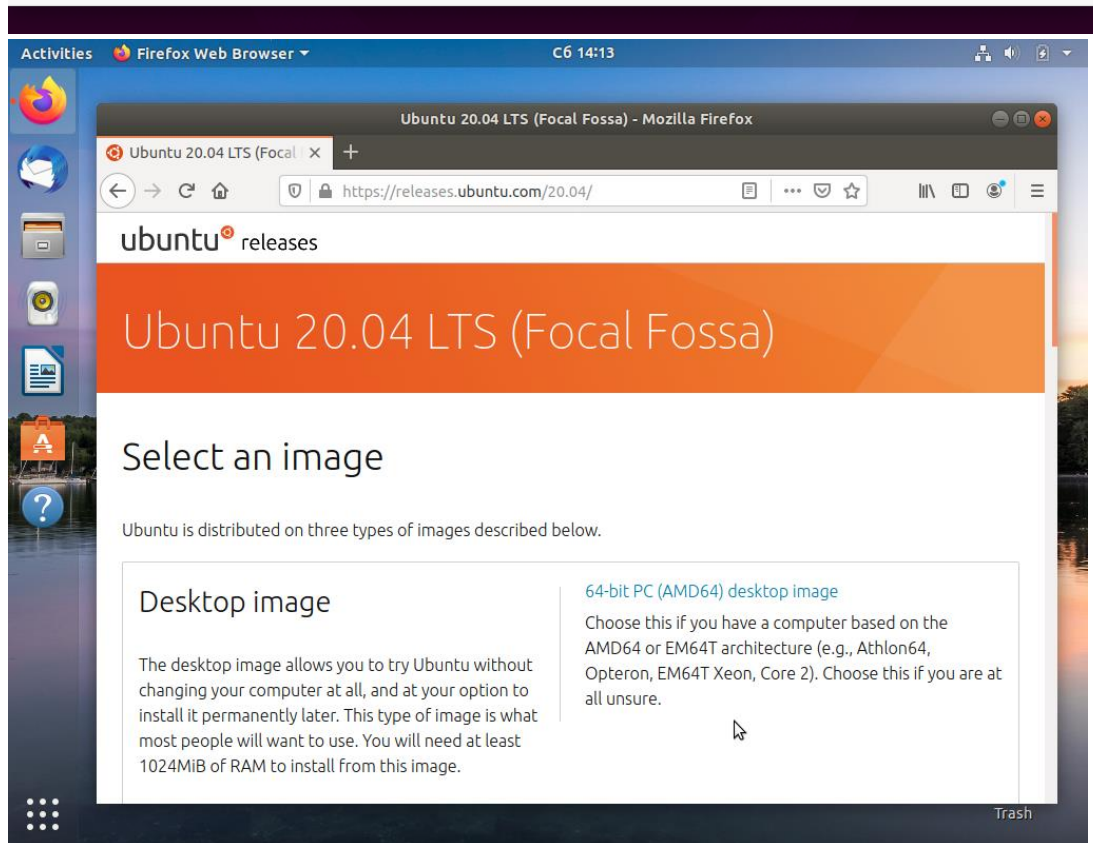 Activities Firefox Web Browser Сб 14:13
Ubuntu 20.04 LTS (Focal Fossa) - Mozilla Firefox
Ubuntu 20.04 LTS (Focal
https://releases.ubuntu.com/20.04/
ubuntu releases
Ubuntu 20.04 LTS (Focal Fossa)
Select an image
Ubuntu is distributed on three types of images described below.
Desktop image
The desktop image allows you to try Ubuntu without
changing your computer at all, and at your option to
install it permanently later. This type of image is what
most people will want to use. You will need at least
1024MiB of RAM to install from this image.
64-bit PC (AMD64) desktop image
Choose this if you have a computer based on the
AMD64 or EM64T architecture (e.g., Athlon64,
Opteron, EM64T Xeon, Core 2). Choose this if you are at
all unsure.
Trash